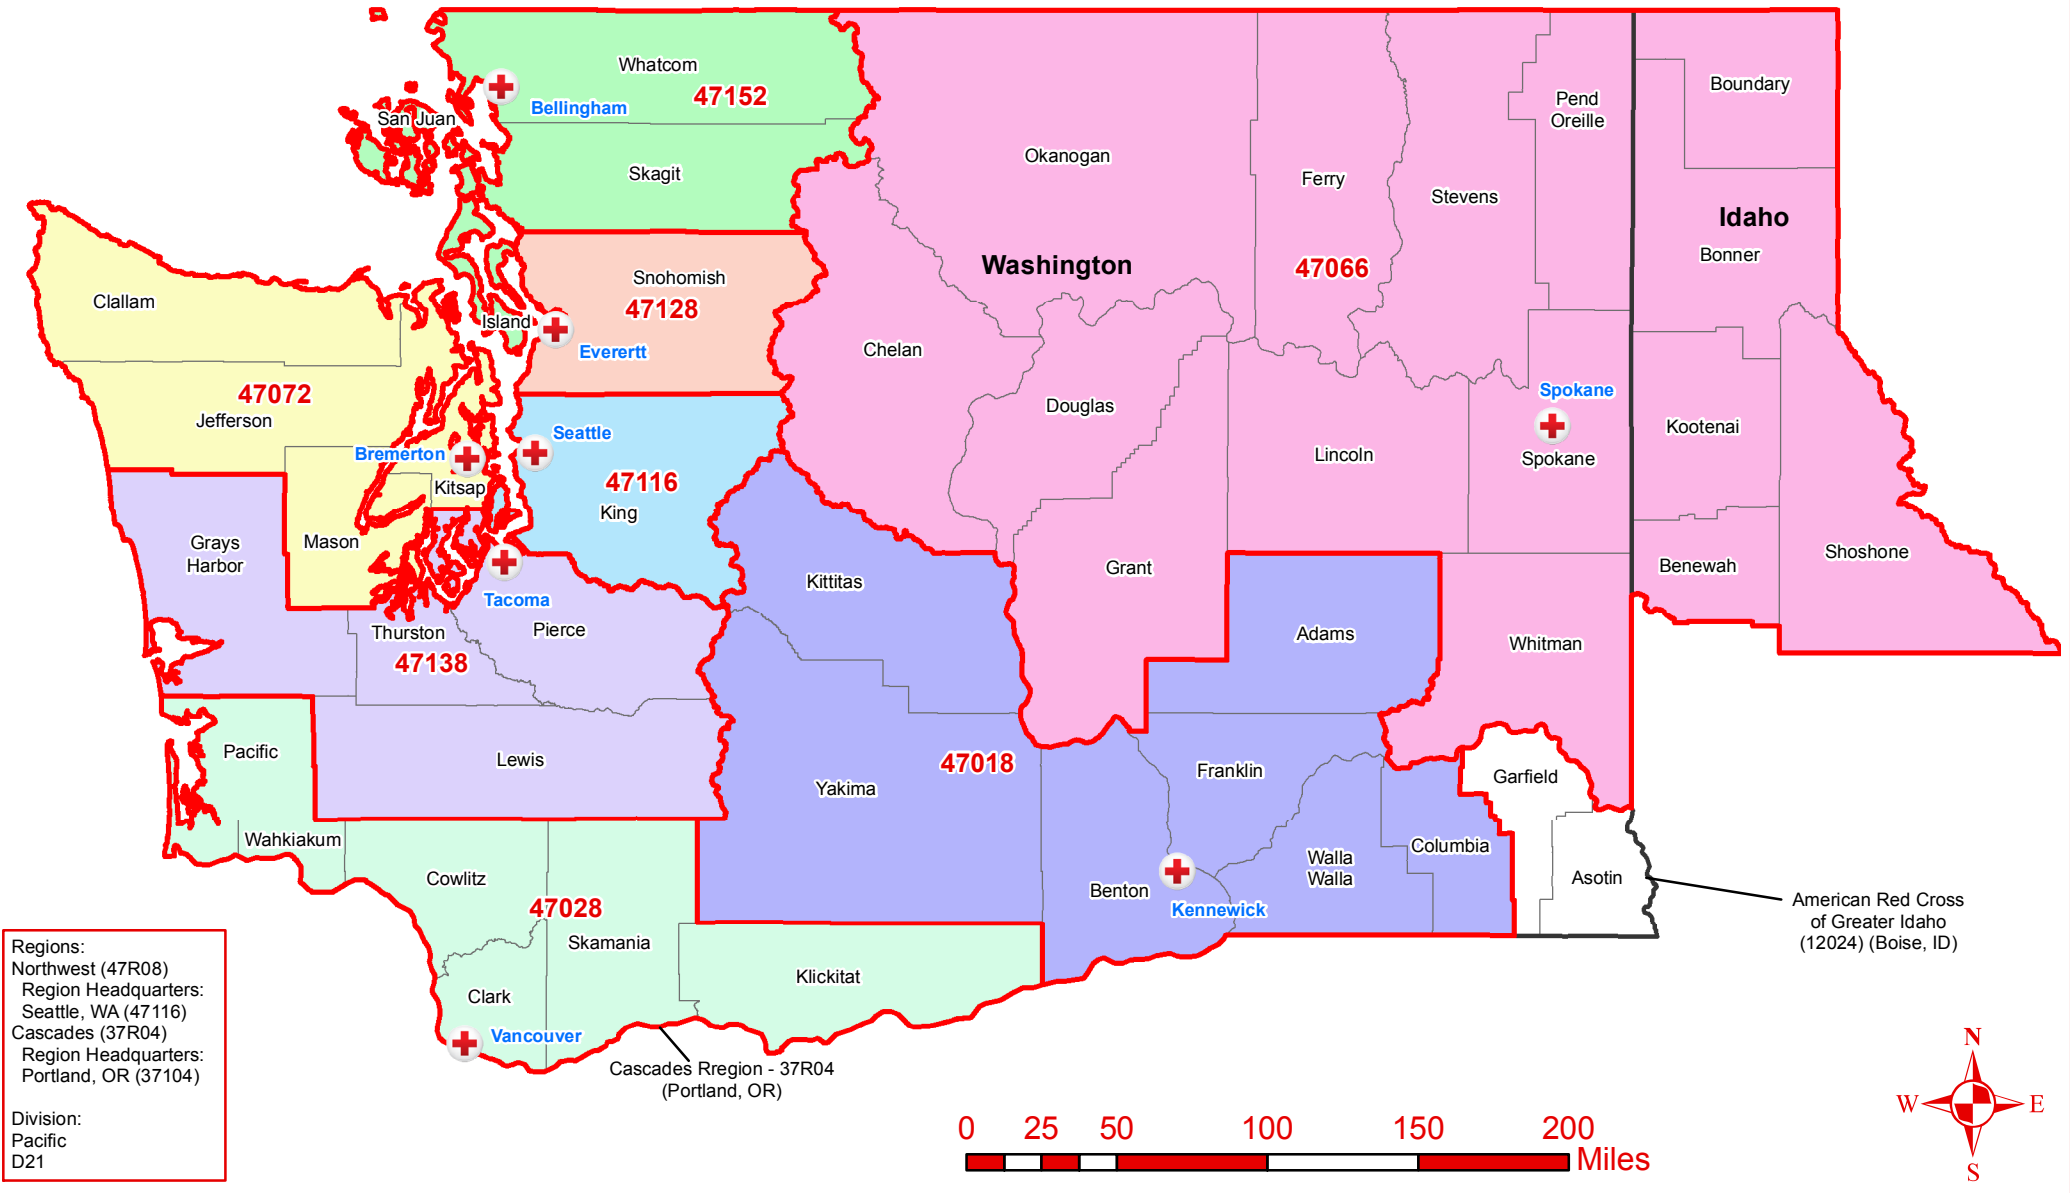 Whatcom
47152
Bellingham
San Juan
Skagit
Okanogan
Ferry
Stevens
Pend
Oreille
Boundary
Idaho
Bonner
Washington
47066
Clallam
Snohomish
47128
Island
Everertt
Chelan
Douglas
Spokane
Spokane
Lincoln
Kootenai
47072
Jefferson
Bremerton
Kitsap
Seattle
47116
King
Grays
Harbor
Mason
Tacoma
Pierce
Thurston
47138
Kittitas
Grant
Adams
Whitman
Benewah
Shoshone
Pacific
Lewis
Yakima
47018
Franklin
Garfield
Wahkiakum
Cowlitz
47028
Skamania
Clark
Vancouver
Klickitat
Benton
Kennewick
Walla
Walla
Columbia
Asotin
American Red Cross
of Greater Idaho
(12024) (Boise, ID)
Cascades Rregion - 37R04
(Portland, OR)
Regions:
Northwest (47R08)
Region Headquarters:
Seattle, WA (47116)
Cascades (37R04)
Region Headquarters:
Portland, OR (37104)
Division:
Pacific
D21
0 25 50 100 150 200
Miles
N
W E
S